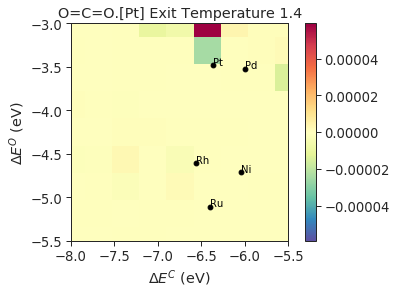 O=C=O.[Pt] Exit Temperature 1.4
−3.0
−3.5
−4.0
−4.5
−5.0
−5.5
ΔE^O (eV)
Pt
Pd
Rh
Ni
Ru
−8.0 −7.5 −7.0 −6.5 −6.0 −5.5
ΔE^C (eV)
0.00004
0.00002
0.00000
−0.00002
−0.00004